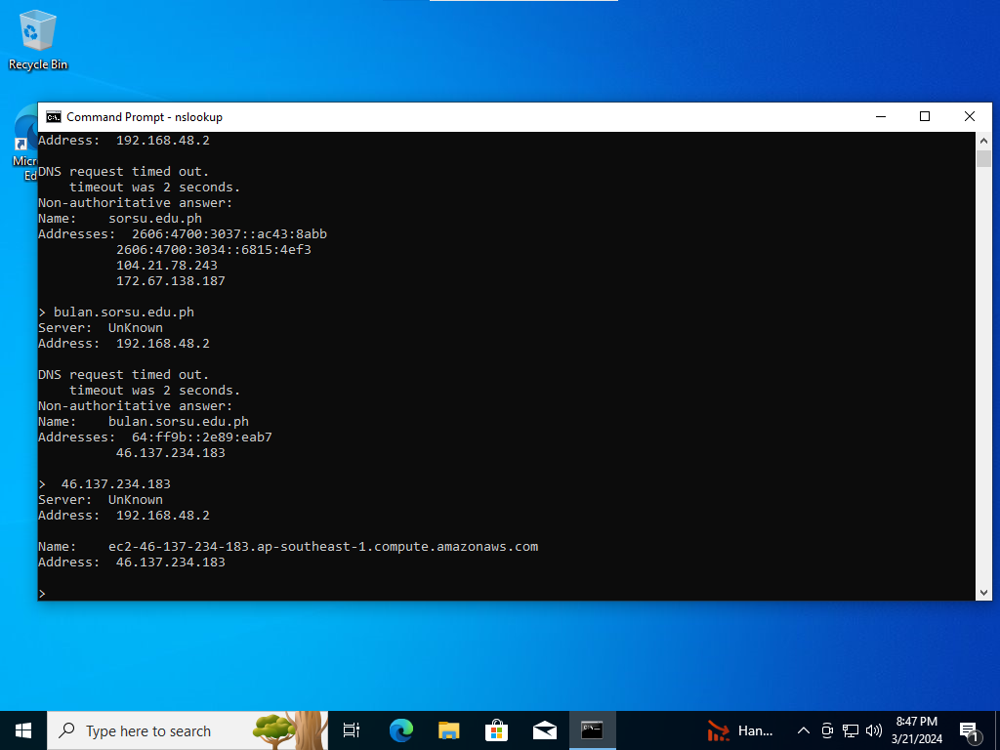 Recycle Bin
Micr
Ed
Command Prompt - nslookup
Address:  192.168.48.2
DNS request timed out.
    timeout was 2 seconds.
Non-authoritative answer:
Name:    sorsu.edu.ph
Addresses:  2606:4700:3037::ac43:8abb
          2606:4700:3034::6815:4ef3
          104.21.78.243
          172.67.138.187
> bulan.sorsu.edu.ph
Server:  UnKnown
Address:  192.168.48.2
DNS request timed out.
    timeout was 2 seconds.
Non-authoritative answer:
Name:    bulan.sorsu.edu.ph
Addresses:  64:ff9b::2e89:eab7
          46.137.234.183
>  46.137.234.183
Server:  UnKnown
Address:  192.168.48.2
Name:    ec2-46-137-234-183.ap-southeast-1.compute.amazonaws.com
Address:  46.137.234.183
>
Type here to search
Han...
8:47 PM
3/21/2024
1